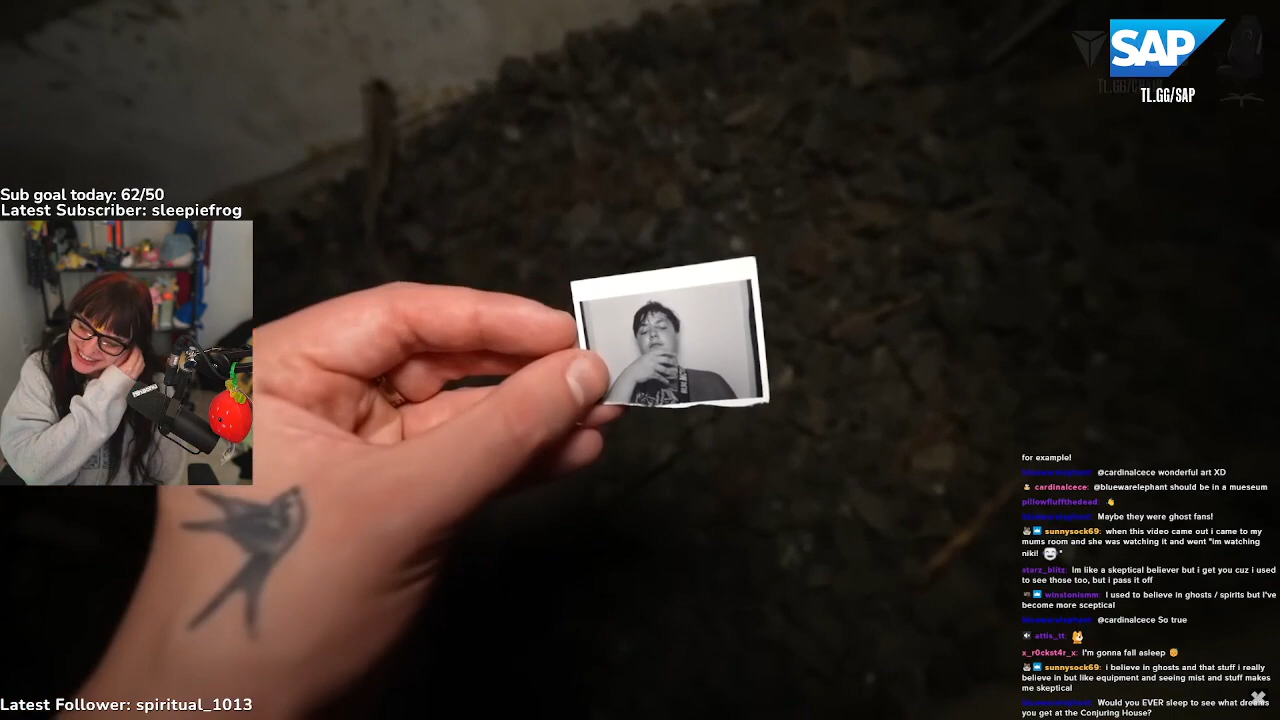 SAP
TL.GG/SAP
Sub goal today: 62/50
Latest Subscriber: sleepiefrog
for example!
@cardinalcece wonderful art XD
cardinalcece: @bluewarelephant should be in a mueseum
pillowfluffthedead:
Maybe they were ghost fans!
sunnysock69: when this video came out i came to my
mums room and she was watching it and went "im watching
niki! "
starz_blitz: Im like a skeptical believer but i get you cuz i used
to see those too, but i pass it off
winstonismm: I used to believe in ghosts / spirits but I've
become more sceptical
bluewarelephant: @cardinalcece So true
attis_tt:
x_r0ckst4r_x: I'm gonna fall asleep
sunnysock69: i believe in ghosts and that stuff i really
believe in but like equipment and seeing mist and stuff makes
me skeptical
Would you EVER sleep to see what dreams
you get at the Conjuring House?
Latest Follower: spiritual_1013